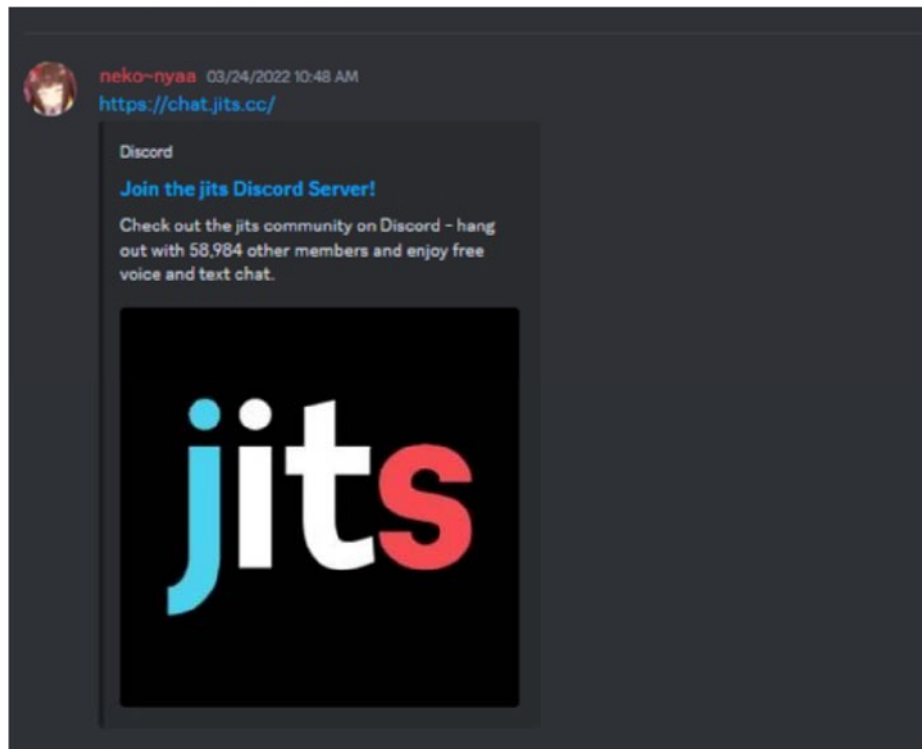 neko~nyaa 03/24/2022 10:48 AM
https://chat.jits.cc/
Discord
Join the jits Discord Server!
Check out the jits community on Discord – hang
out with 58,984 other members and enjoy free
voice and text chat.
jits